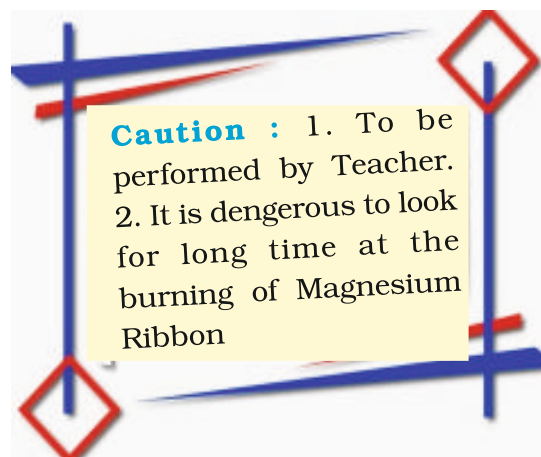 Caution : 1. To be
performed by Teacher.
2. It is dengerous to look
for long time at the
burning of Magnesium
Ribbon